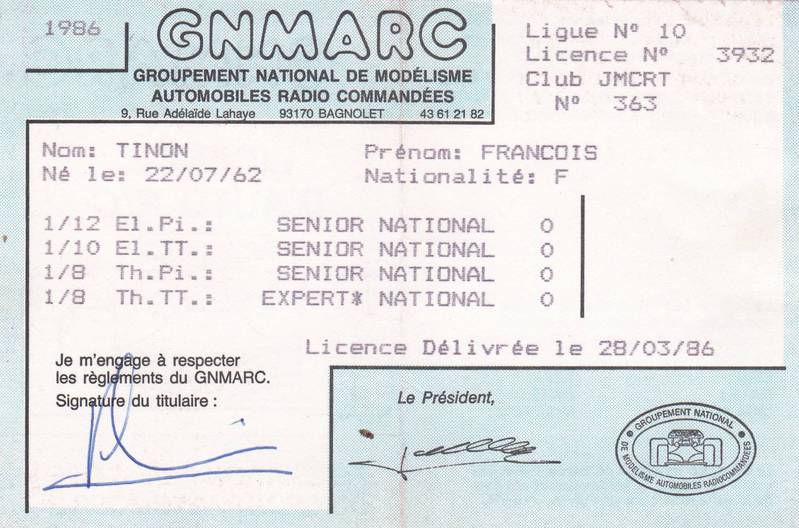 1986
GNMARC
GROUPEMENT NATIONAL DE MODÉLISME
AUTOMOBILES RADIO COMMANDÉES
9, Rue Adélaïde Lahaye 93170 BAGNOLET 43 61 21 82
Ligue Nº 10
Licence Nº 3932
Club JMCRT
Nº 363
Nom: TINON Prénom: FRANCOIS
Né le: 22/07/62 Nationalité: F
1/12 El.Pi.: SENIOR NATIONAL O
1/10 El.TT.: SENIOR NATIONAL O
1/8 Th.Pi.: SENIOR NATIONAL O
1/8 Th.TT.: EXPERT* NATIONAL O
Licence Délivrée le 28/03/86
Je m'engage à respecter
les règlements du GNMARC.
Signature du titulaire :
Le Président,
GROUPEMENT NATIONAL
DE MODELISME AUTOMOBILES RADIOCOMMANDEES